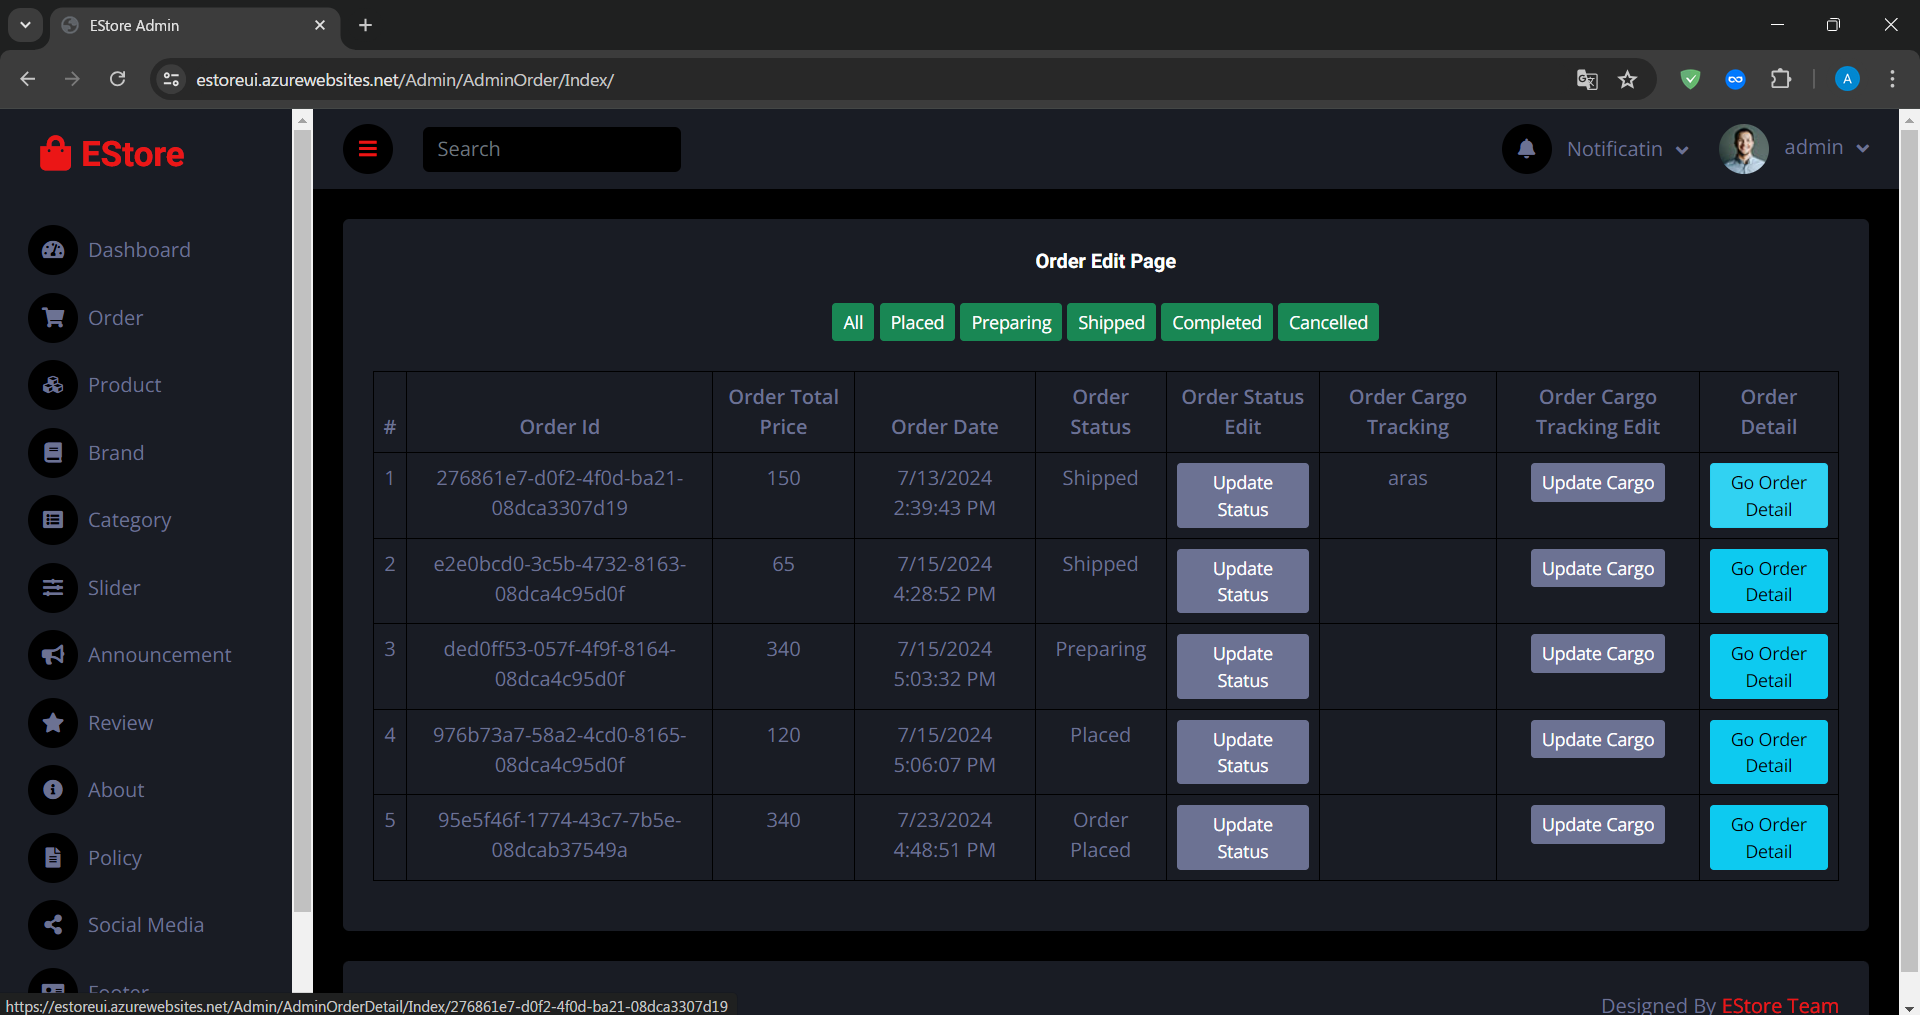 EStore Admin
estoreui.azurewebsites.net/Admin/AdminOrder/Index/
A
EStore
Search
Notificatin
admin
Dashboard
Order
Product
Brand
Category
Slider
Announcement
Review
About
Policy
Social Media
Footer
Order Edit Page
All Placed Preparing Shipped Completed Cancelled
# Order Id Order Total Price Order Date Order Status Order Status Edit Order Cargo Tracking Order Cargo Tracking Edit Order Detail
1 276861e7-d0f2-4f0d-ba21-08dca3307d19 150 7/13/2024 2:39:43 PM Shipped Update Status aras Update Cargo Go Order Detail
2 e2e0bcd0-3c5b-4732-8163-08dca4c95d0f 65 7/15/2024 4:28:52 PM Shipped Update Status Update Cargo Go Order Detail
3 ded0ff53-057f-4f9f-8164-08dca4c95d0f 340 7/15/2024 5:03:32 PM Preparing Update Status Update Cargo Go Order Detail
4 976b73a7-58a2-4cd0-8165-08dca4c95d0f 120 7/15/2024 5:06:07 PM Placed Update Status Update Cargo Go Order Detail
5 95e5f46f-1774-43c7-7b5e-08dcab37549a 340 7/23/2024 4:48:51 PM Order Placed Update Status Update Cargo Go Order Detail
Designed By EStore Team
https://estoreui.azurewebsites.net/Admin/AdminOrderDetail/Index/276861e7-d0f2-4f0d-ba21-08dca3307d19